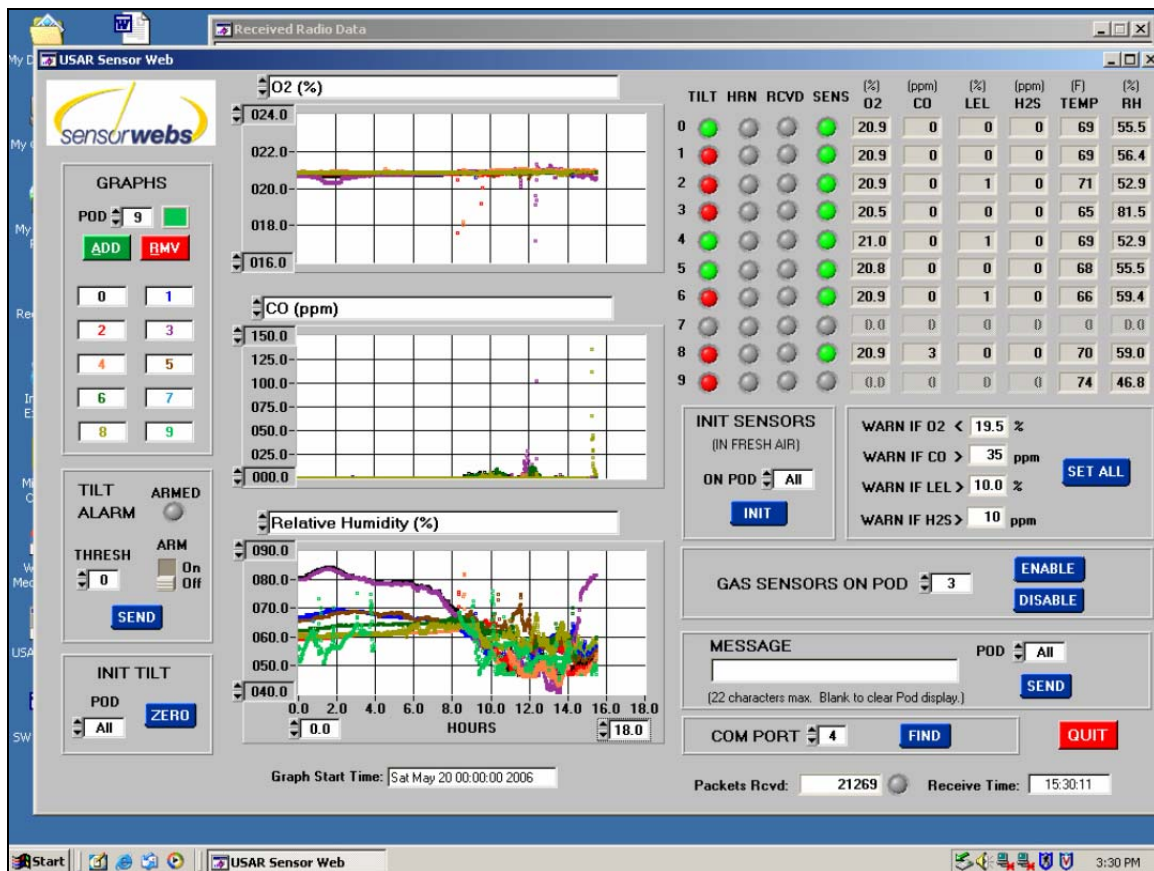 Received Radio Data
My D
USAR Sensor Web
sensorwebs
GRAPHS
POD 9
ADD RMV
0 1
2 3
4 5
6 7
8 9
TILT ALARM ARMED
THRESH ARM
0 On
Off
SEND
INIT TILT
POD
All ZERO
O2 (%)
024.0
022.0
020.0
018.0
016.0
CO (ppm)
150.0
125.0
100.0
075.0
050.0
025.0
000.0
Relative Humidity (%)
090.0
080.0
070.0
060.0
050.0
040.0
0.0 2.0 4.0 6.0 8.0 10.0 12.0 14.0 16.0 18.0
0.0 HOURS 18.0
Graph Start Time: Sat May 20 00:00:00 2006
(%) (ppm) (%) (ppm) (F) (%)
TILT HRN RCVD SENS O2 CO LEL H2S TEMP RH
0 20.9 0 0 0 69 55.5
1 20.9 0 0 0 69 56.4
2 20.9 0 1 0 71 52.9
3 20.5 0 0 0 65 81.5
4 21.0 0 1 0 69 52.9
5 20.8 0 0 0 68 55.5
6 20.9 0 1 0 66 59.4
7 0.0 0 0 0 0 0.0
8 20.9 3 0 0 70 59.0
9 0.0 0 0 0 74 46.8
INIT SENSORS
(IN FRESH AIR)
ON POD All
INIT
WARN IF O2 < 19.5 %
WARN IF CO > 35 ppm
WARN IF LEL > 10.0 %
WARN IF H2S> 10 ppm
SET ALL
GAS SENSORS ON POD 3
ENABLE
DISABLE
MESSAGE POD All
(22 characters max. Blank to clear Pod display.)
SEND
COM PORT 4 FIND QUIT
Packets Rcvd: 21269 Receive Time: 15:30:11
Start USAR Sensor Web 3:30 PM